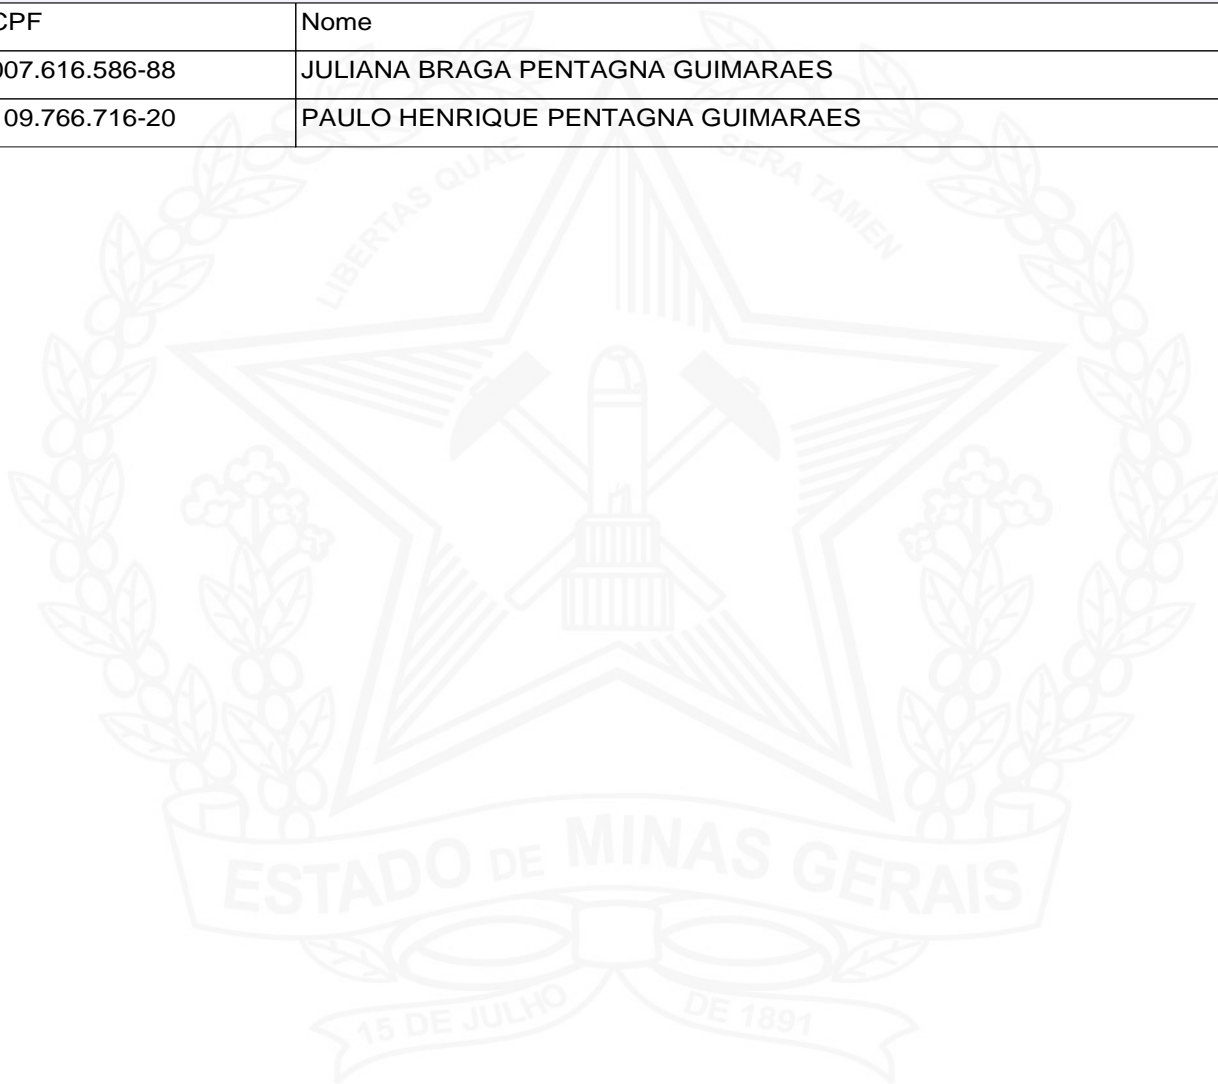 CPF Nome
007.616.586-88 JULIANA BRAGA PENTAGNA GUIMARAES
09.766.716-20 PAULO HENRIQUE PENTAGNA GUIMARAES
LIBERTAS QUAE SERA TAMEN
ESTADO DE MINAS GERAIS
15 DE JULHO DE 1891